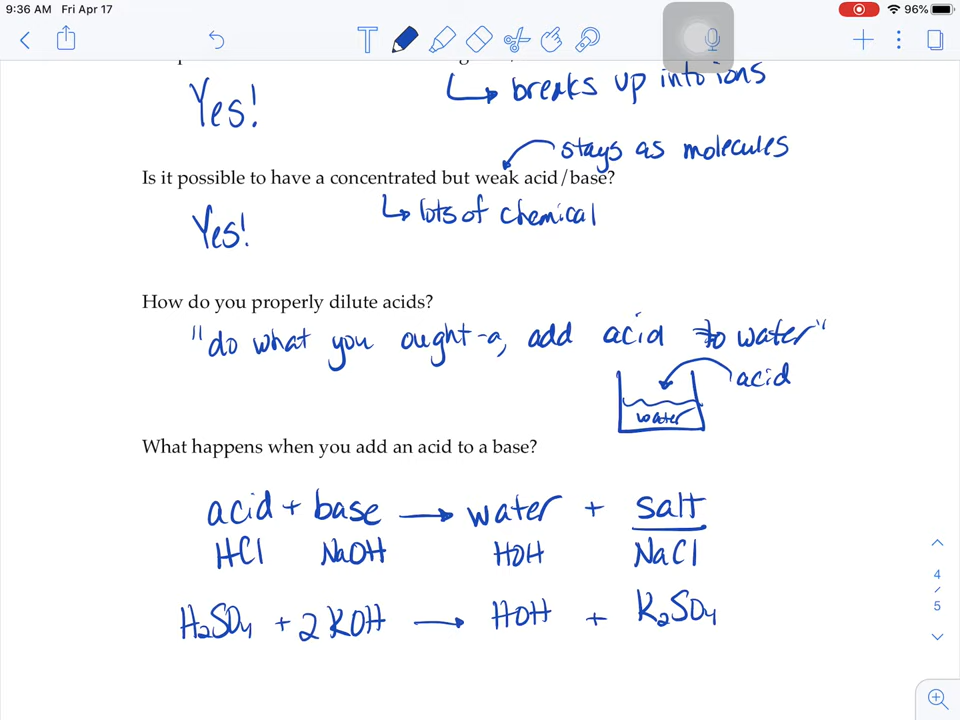 9:36 AM Fri Apr 17
96%
T
↳ breaks up into ions
Yes!
stays as molecules
Is it possible to have a concentrated but weak acid/base?
↳ lots of chemical
Yes!
How do you properly dilute acids?
"do what you ought-a, add acid to water"
acid
water
What happens when you add an acid to a base?
acid + base → water + salt
HCl NaOH HOH NaCl
4
/
5
H₂SO₄ + 2 KOH → HOH + K₂SO₄